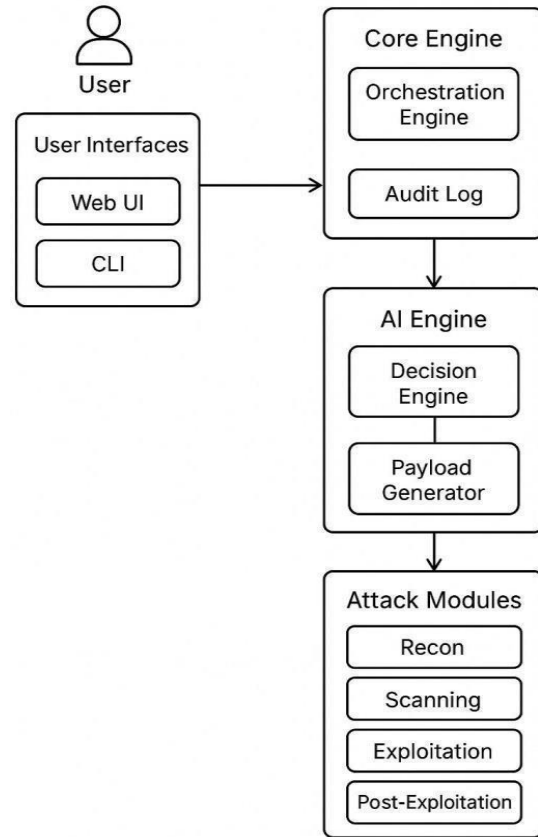 User
User Interfaces
Web UI
CLI
Core Engine
Orchestration
Engine
Audit Log
AI Engine
Decision
Engine
Payload
Generator
Attack Modules
Recon
Scanning
Exploitation
Post-Exploitation